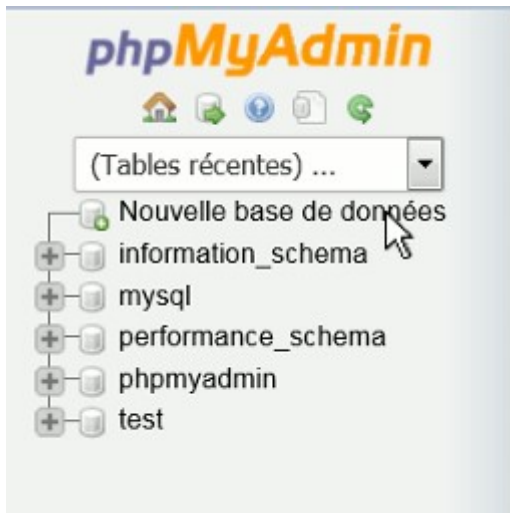 phpMyAdmin
(Tables récentes) ...
Nouvelle base de données
information_schema
mysql
performance_schema
phpmyadmin
test